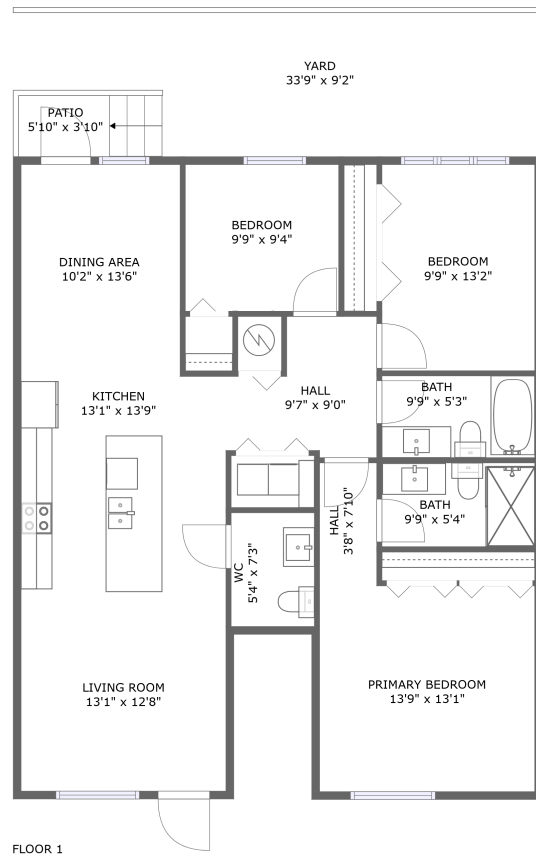 YARD
33'9" x 9'2"
PATIO
5'10" x 3'10"
BEDROOM
9'9" x 9'4"
DINING AREA
10'2" x 13'6"
BEDROOM
9'9" x 13'2"
KITCHEN
13'1" x 13'9"
HALL
9'7" x 9'0"
BATH
9'9" x 5'3"
BATH
9'9" x 5'4"
HALL
3'8" x 7'10"
WC
5'4" x 7'3"
LIVING ROOM
13'1" x 12'8"
PRIMARY BEDROOM
13'9" x 13'1"
FLOOR 1